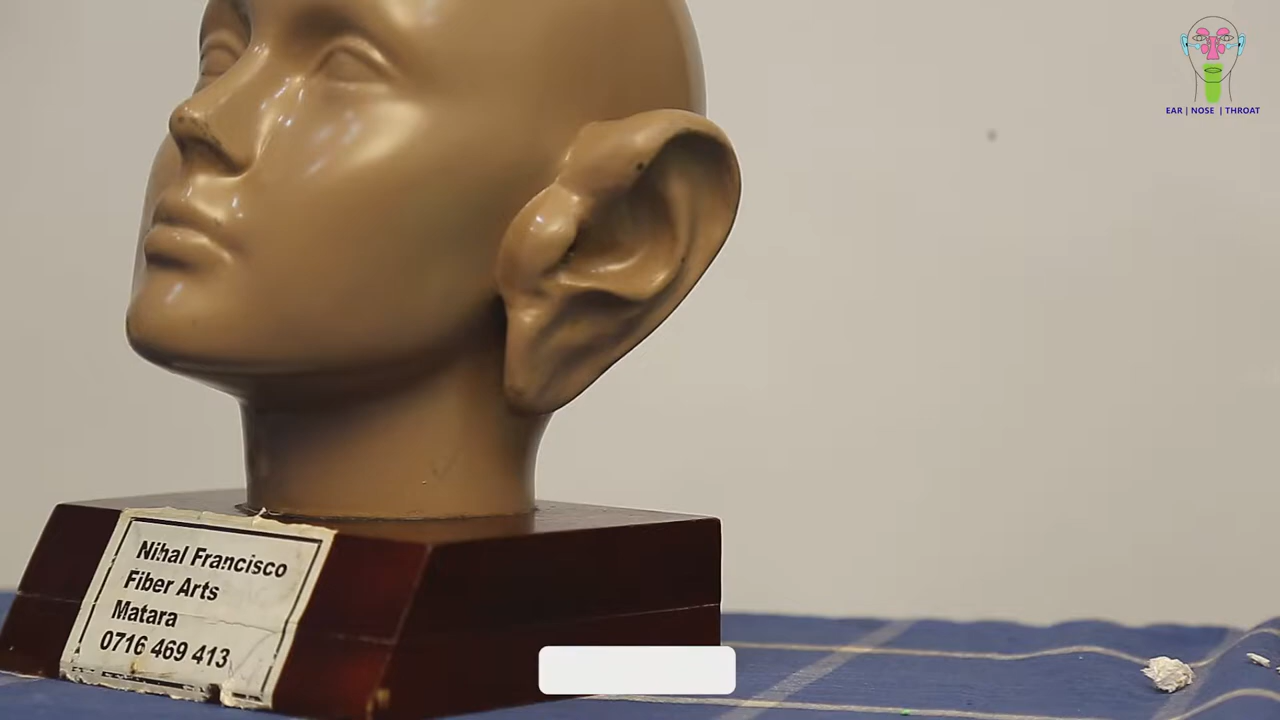 EAR | NOSE | THROAT
Nihal Francisco
Fiber Arts
Matara
0716 469 413